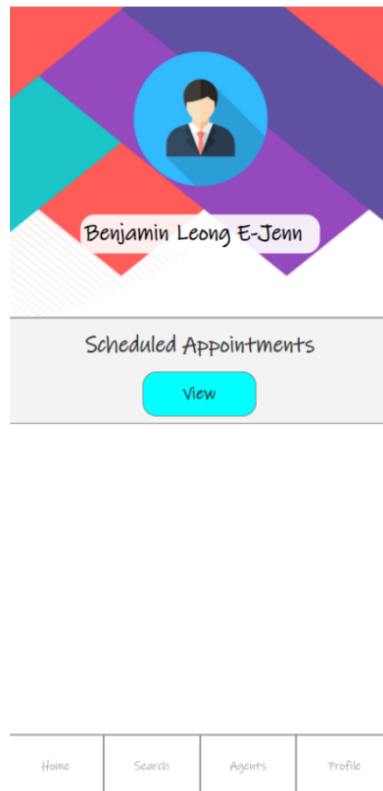 Benjamin Leong E-Jenn
Scheduled Appointments
View
Home Search Agents Profile